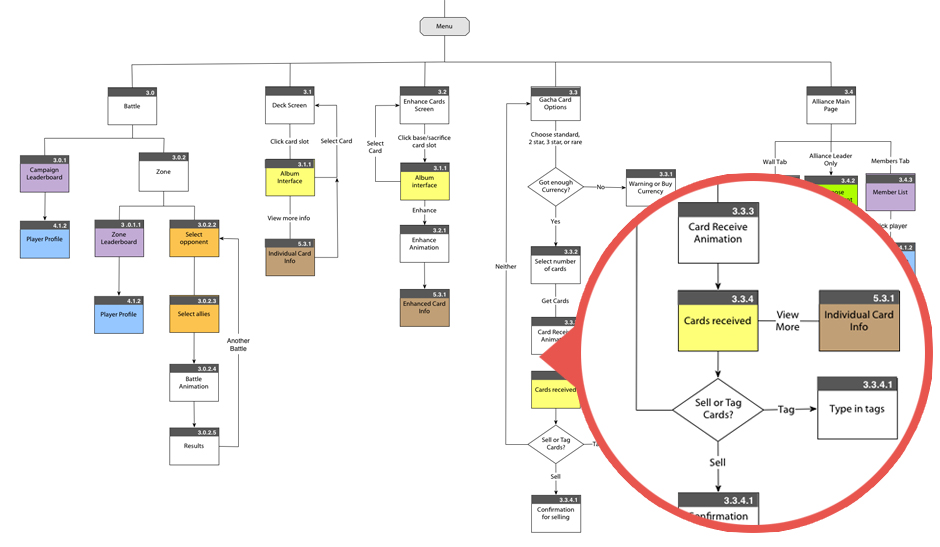 Menu
3.0
Battle
3.1
Deck Screen
3.2
Enhance Cards
Screen
3.3
Gacha Card
Options
3.4
Alliance Main
Page
3.0.1
Campaign
Leaderboard
4.1.2
Player Profile
3.0.2
Zone
3 .0.1.1
Zone
Leaderboard
4.1.2
Player Profile
3.0.2.2
Select
opponent
3.0.2.3
Select allies
3.0.2.4
Battle
Animation
3.0.2.5
Results
Another
Battle
Click card slot
Select Card
3.1.1
Album
Interface
View more info
5.3.1
Individual Card
Info
Select
Card
Click base/sacrifice
card slot
3.1.1
Album
interface
Enhance
3.2.1
Enhance
Animation
5.3.1
Enhanced Card
Info
Choose standard,
2 star, 3 star, or rare
Got enough
Currency?
No
3.3.1
Warning or Buy
Currency
Yes
3.3.2
Select number
of cards
Neither
Get Cards
3.3.
Card Receive
Cards received
Sell or Tag
Cards?
Sell
3.3.4.1
Confirmation
for selling
Wall Tab
Alliance Leader
Only
Members Tab
3.4.2
3.4.3
Member List
player
4.1.2
3.3.3
Card Receive
Animation
3.3.4
Cards received
View
More
5.3.1
Individual Card
Info
Sell or Tag
Cards?
Tag
3.3.4.1
Type in tags
Sell
3.3.4.1
Confirmation